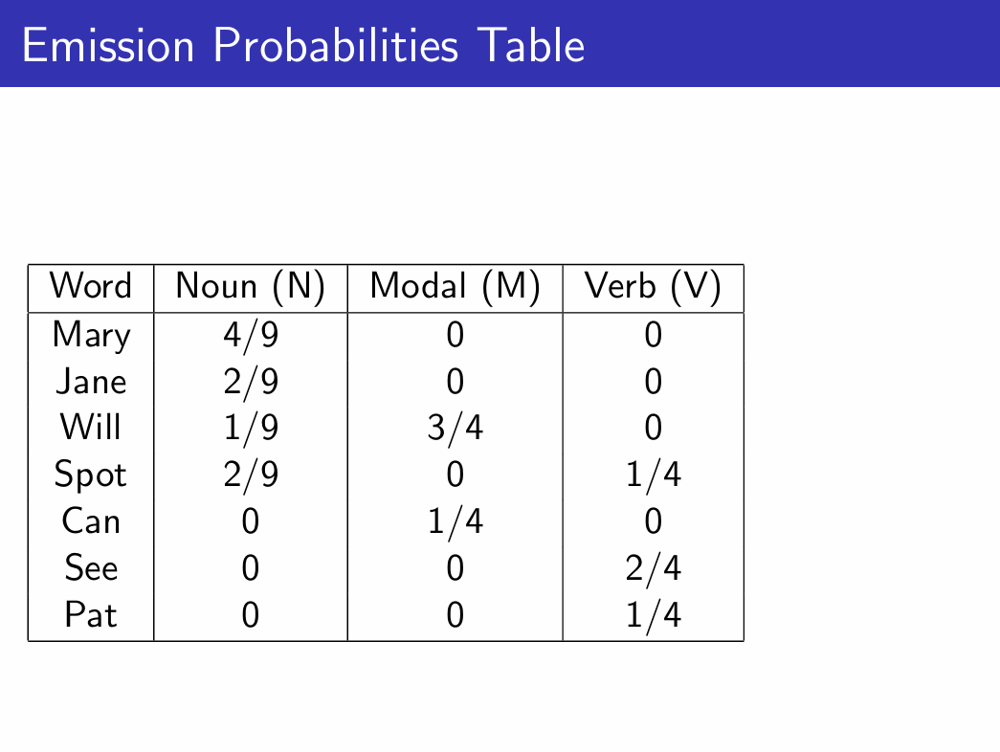 Emission Probabilities Table
Word Noun (N) Modal (M) Verb (V)
Mary 4/9 0 0
Jane 2/9 0 0
Will 1/9 3/4 0
Spot 2/9 0 1/4
Can 0 1/4 0
See 0 0 2/4
Pat 0 0 1/4